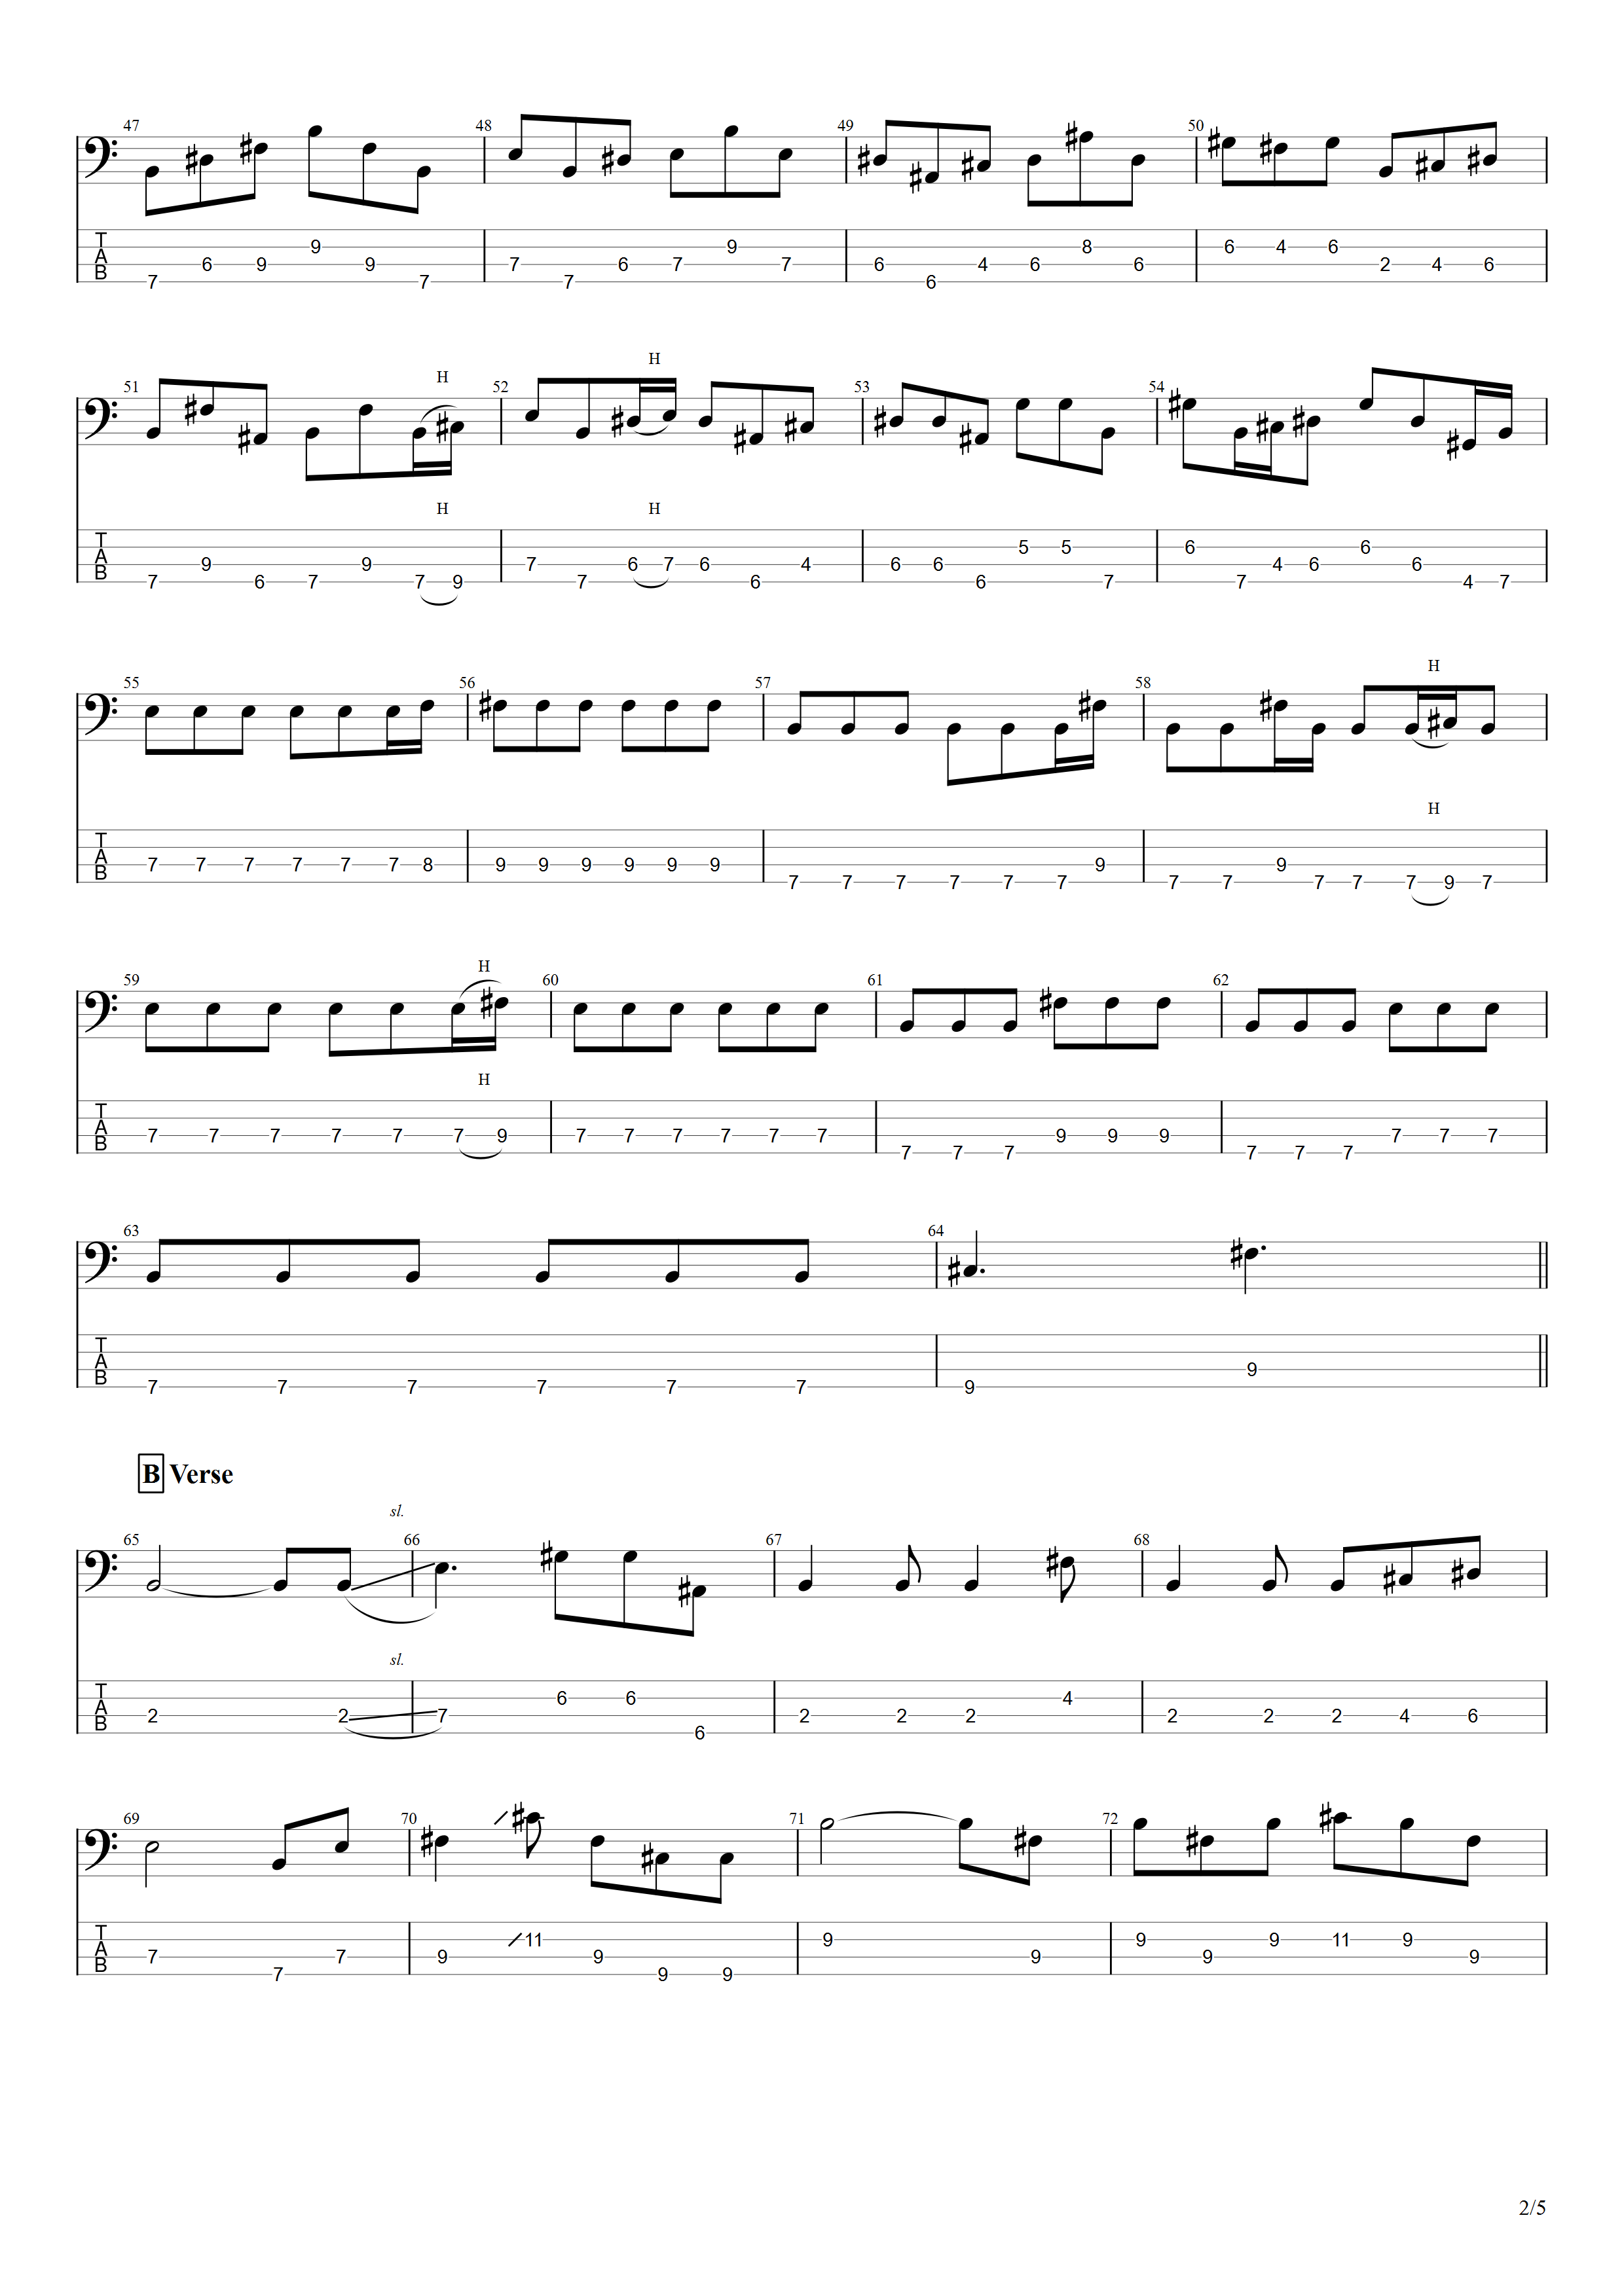 47 48 49 50
T A B
9 9 8 6 4 6
6 9 9 7 6 7 7 6 4 6 6 2 4 6
7 7 7 6
H
H
51 52 53 54
H H
T A B
5 5 6 6
9 9 7 6 7 6 4 6 6 4 6 6
7 6 7 7 9 7 6 6 7 7 4 7
H
55 56 57 58
H
T A B
7 7 7 7 7 7 8 9 9 9 9 9 9 9 9
7 7 7 7 7 7 7 7 7 7 7 9 7
H
59 60 61 62
H
T A B
7 7 7 7 7 7 9 7 7 7 7 7 7 9 9 9 7 7 7
7 7 7 7 7 7
63 64
T A B
9
7 7 7 7 7 7 9
B Verse
sl.
65 66 67 68
sl.
T A B
6 6 4
2 2 7 2 2 2 2 2 2 4 6
6
69 70 71 72
T A B
11 9 9 9 11 9
7 7 9 9 9 9 9
7 9 9
2/5